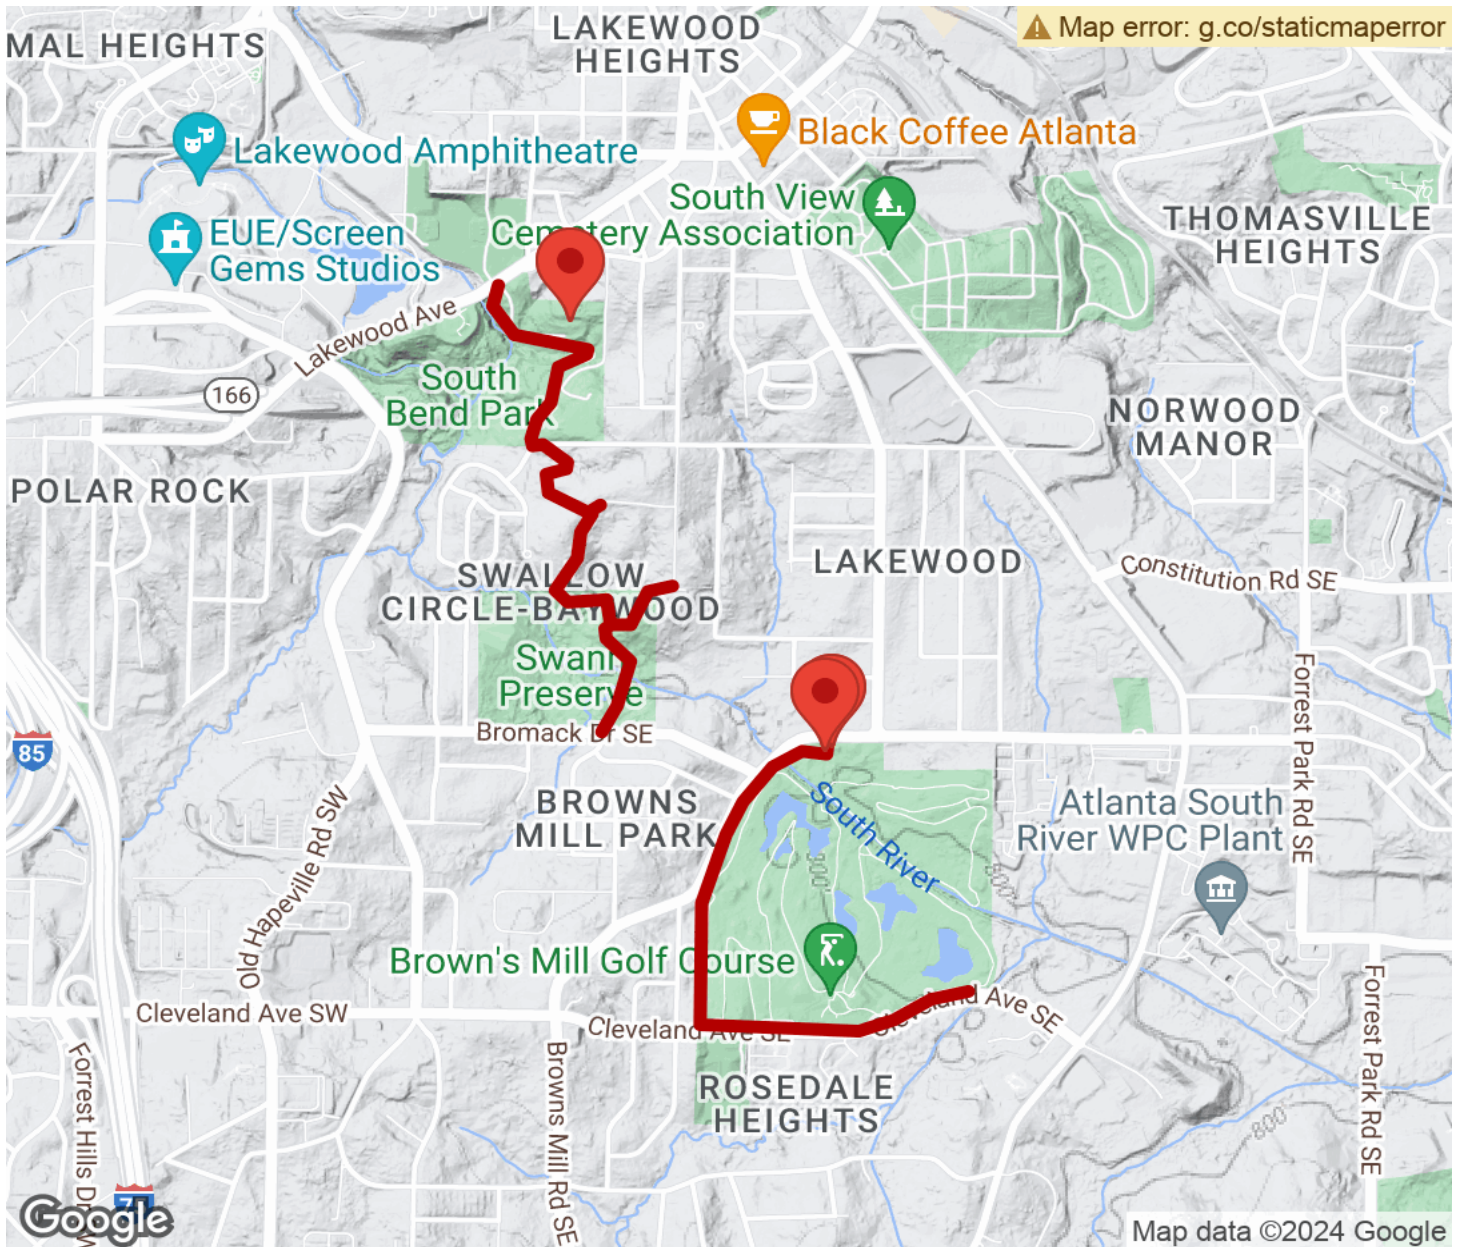 MAL HEIGHTS
LAKEWOOD
HEIGHTS
Map error: g.co/staticmaperror
Lakewood Amphitheatre
Black Coffee Atlanta
South View
Cemetery Association
EUE/Screen
Gems Studios
THOMASVILLE
HEIGHTS
Lakewood Ave
166
South
Bend Park
NORWOOD
MANOR
POLAR ROCK
LAKEWOOD
Constitution Rd SE
SWALLOW
CIRCLE-BAYWOOD
Swann
Preserve
Forrest Park Rd SE
Bromack Dr SE
85
BROWNS
MILL PARK
South River
Atlanta South
River WPC Plant
Old Hapeville Rd SW
800'
800'
Brown's Mill Golf Course
Cleveland Ave SW
Cleveland Ave SE
Cleveland Ave SE
Forrest Park Rd SE
Forrest Hills Dr
Browns Mill Rd SE
ROSEDALE
HEIGHTS
800'
Google
Map data ©2024 Google